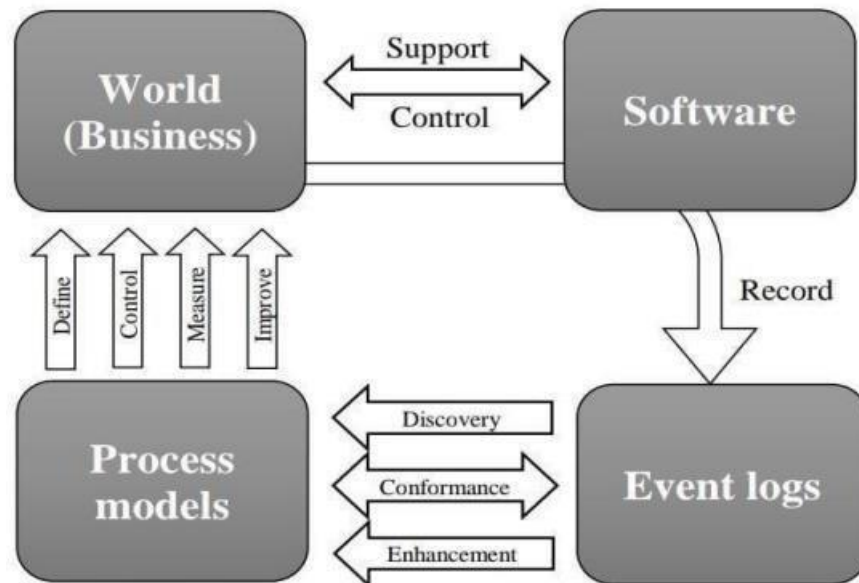 World
(Business)
Support
Control
Software
Define
Control
Measure
Improve
Record
Process
models
Discovery
Conformance
Enhancement
Event logs